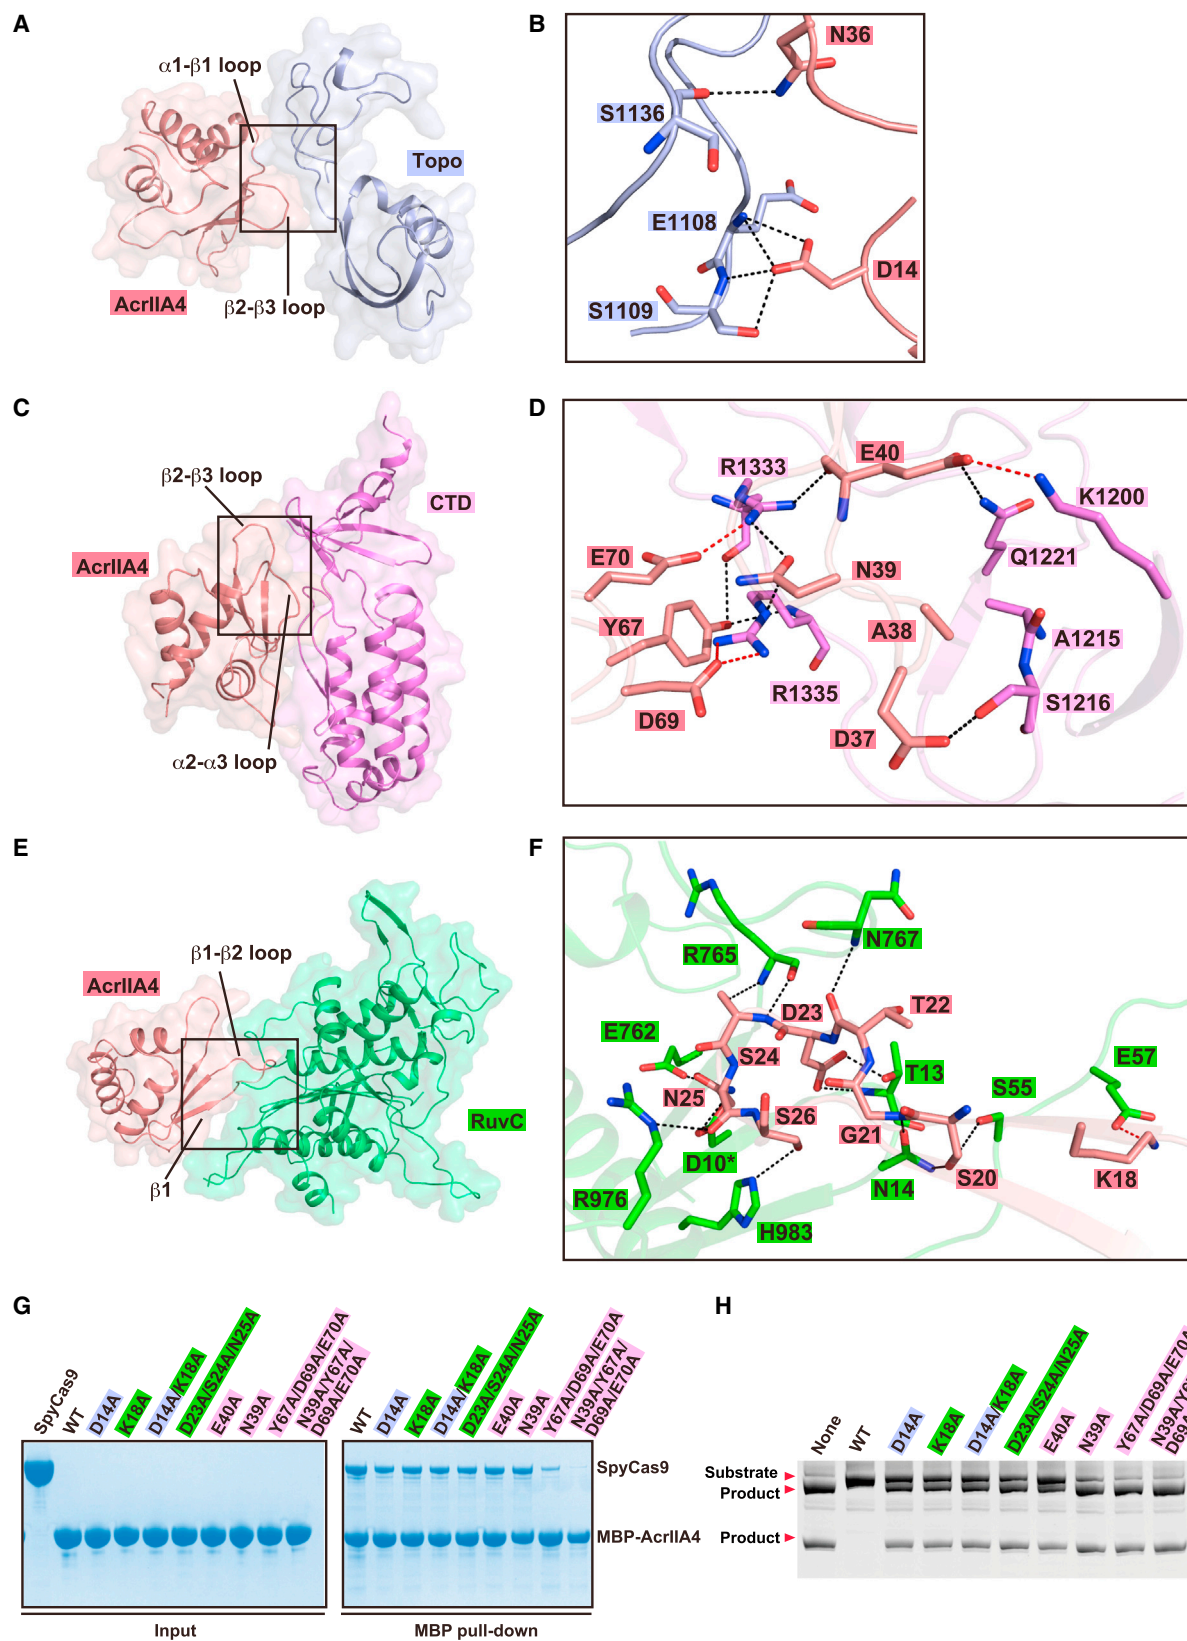 A
α1-β1 loop
Topo
AcrIIA4
β2-β3 loop
B
N36
S1136
E1108
D14
S1109
C
β2-β3 loop
CTD
AcrIIA4
α2-α3 loop
D
E40
R1333
K1200
E70
Q1221
N39
Y67
A38
A1215
R1335
S1216
D69
D37
E
β1-β2 loop
AcrIIA4
RuvC
β1
F
N767
R765
D23
T22
E762
S24
E57
T13
N25
S55
S26
G21
D10*
S20
K18
N14
R976
H983
G
SpyCas9
WT
D14A
K18A
D14A/K18A
D23A/S24A/N25A
E40A
N39A
Y67A/D69A/E70A
N39A/Y67A/
D69A/E70A
WT
D14A
K18A
D14A/K18A
D23A/S24A/N25A
E40A
N39A
Y67A/D69A/E70A
N39A/Y67A/
D69A/E70A
SpyCas9
MBP-AcrIIA4
Input
MBP pull-down
H
None
WT
D14A
K18A
D14A/K18A
D23A/S24A/N25A
E40A
N39A
Y67A/D69A/E70A
Substrate
Product
Product